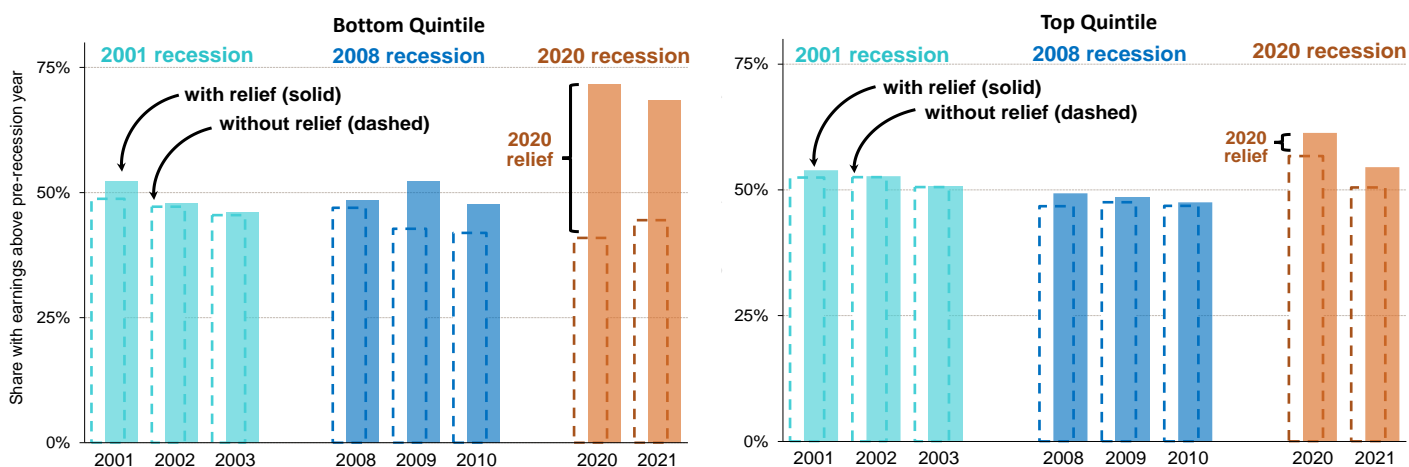 Bottom Quintile
Share with earnings above pre-recession year
75%
50%
25%
0%
2001 recession
2008 recession
2020 recession
with relief (solid)
without relief (dashed)
2020
relief
2001 2002 2003 2008 2009 2010 2020 2021
Top Quintile
75%
50%
25%
0%
2001 recession
2008 recession
2020 recession
with relief (solid)
without relief (dashed)
2020
relief
2001 2002 2003 2008 2009 2010 2020 2021